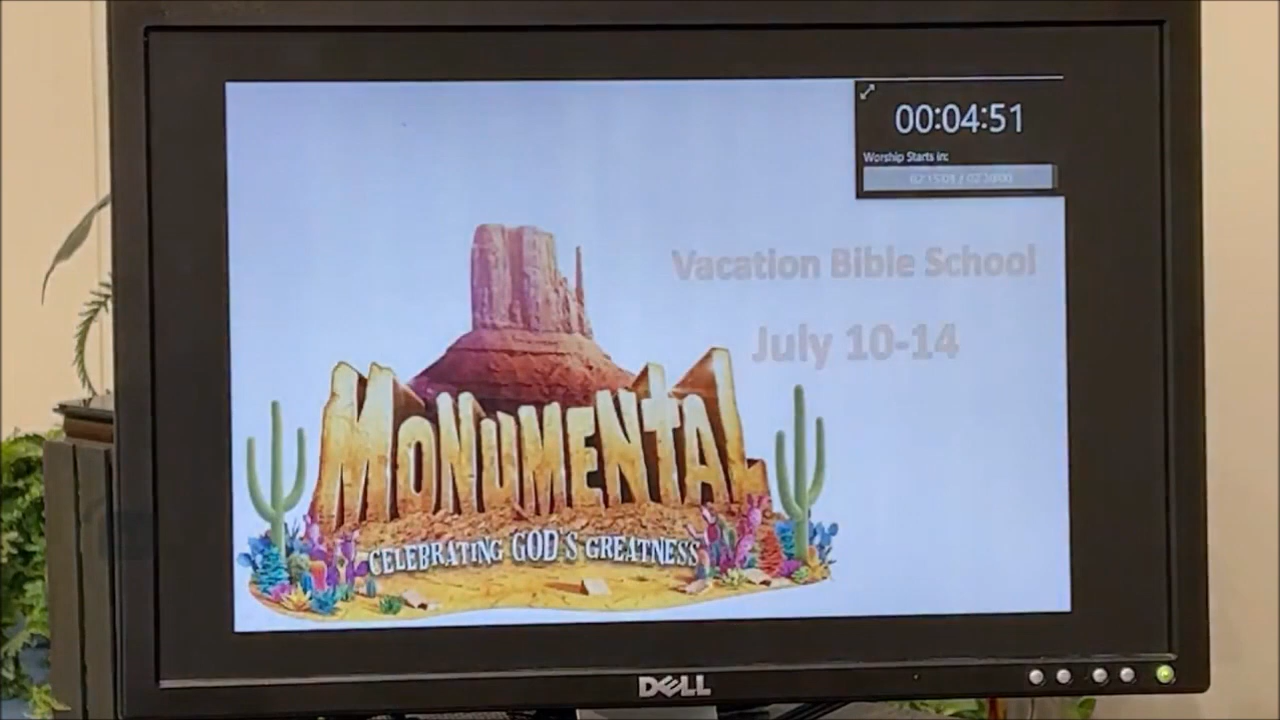 00:04:51
Worship Starts in:
Vacation Bible School
July 10-14
MONUMENTAL
CELEBRATING GOD'S GREATNESS
DELL